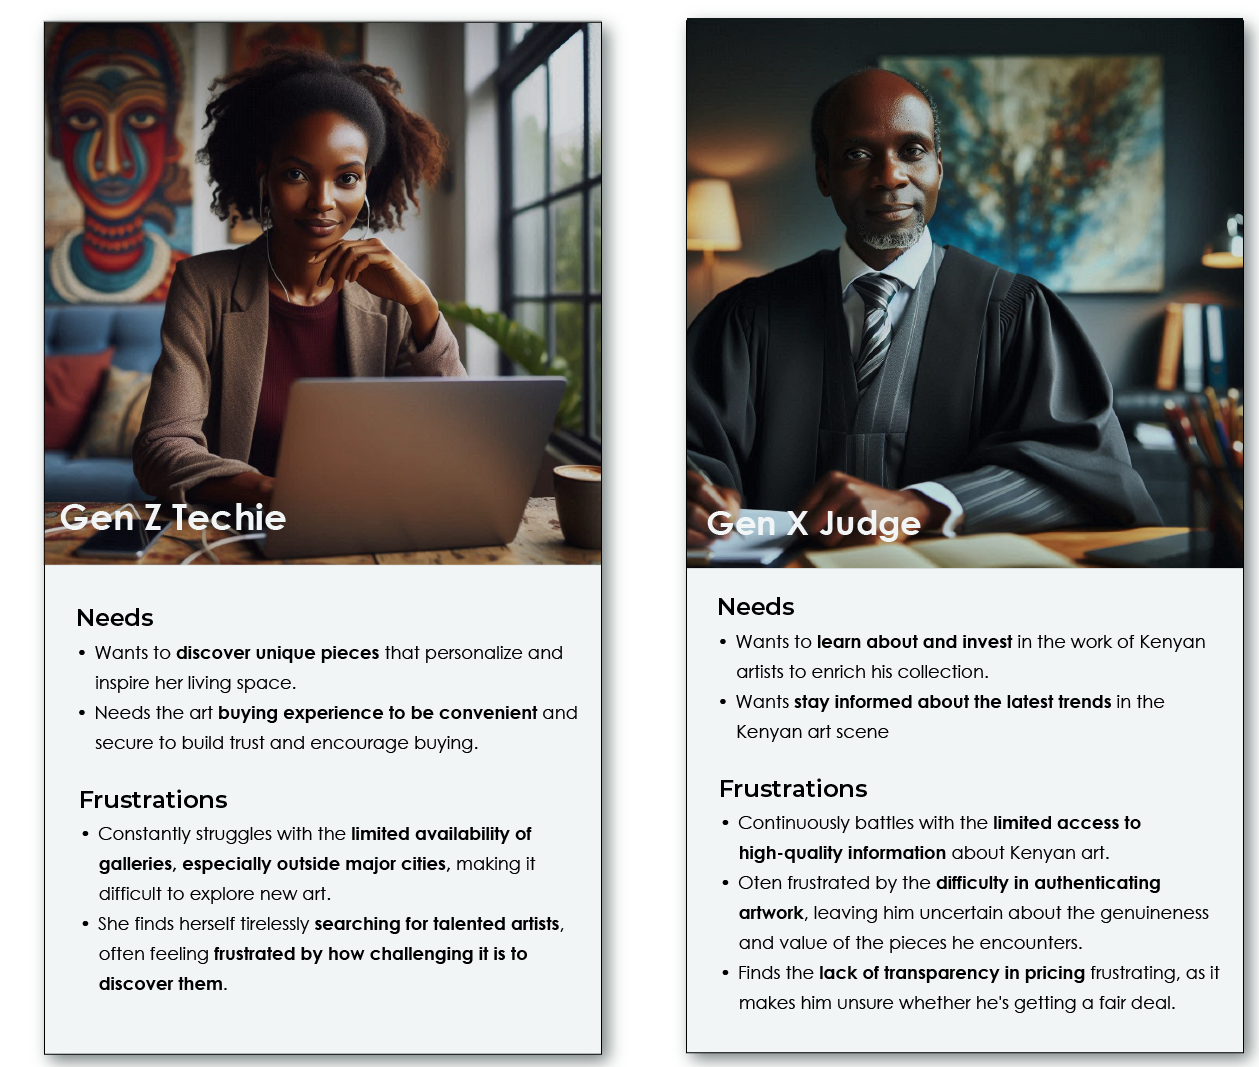 Gen Z Techie
Needs
• Wants to discover unique pieces that personalize and
inspire her living space.
• Needs the art buying experience to be convenient and
secure to build trust and encourage buying.
Frustrations
• Constantly struggles with the limited availability of
galleries, especially outside major cities, making it
difficult to explore new art.
• She finds herself tirelessly searching for talented artists,
often feeling frustrated by how challenging it is to
discover them.
Gen X Judge
Needs
• Wants to learn about and invest in the work of Kenyan
artists to enrich his collection.
• Wants stay informed about the latest trends in the
Kenyan art scene
Frustrations
• Continuously battles with the limited access to
high-quality information about Kenyan art.
• Oten frustrated by the difficulty in authenticating
artwork, leaving him uncertain about the genuineness
and value of the pieces he encounters.
• Finds the lack of transparency in pricing frustrating, as it
makes him unsure whether he's getting a fair deal.